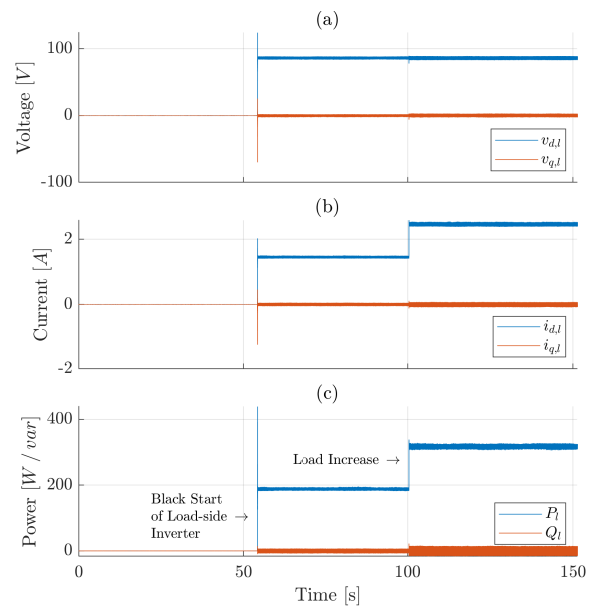 (a)
Voltage [V]
100
0
-100
v_{d,l}
v_{q,l}
(b)
Current [A]
2
0
-2
i_{d,l}
i_{q,l}
(c)
Power [W / var]
400
200
0
Load Increase →
Black Start
of Load-side →
Inverter
P_l
Q_l
0
50
100
150
Time [s]